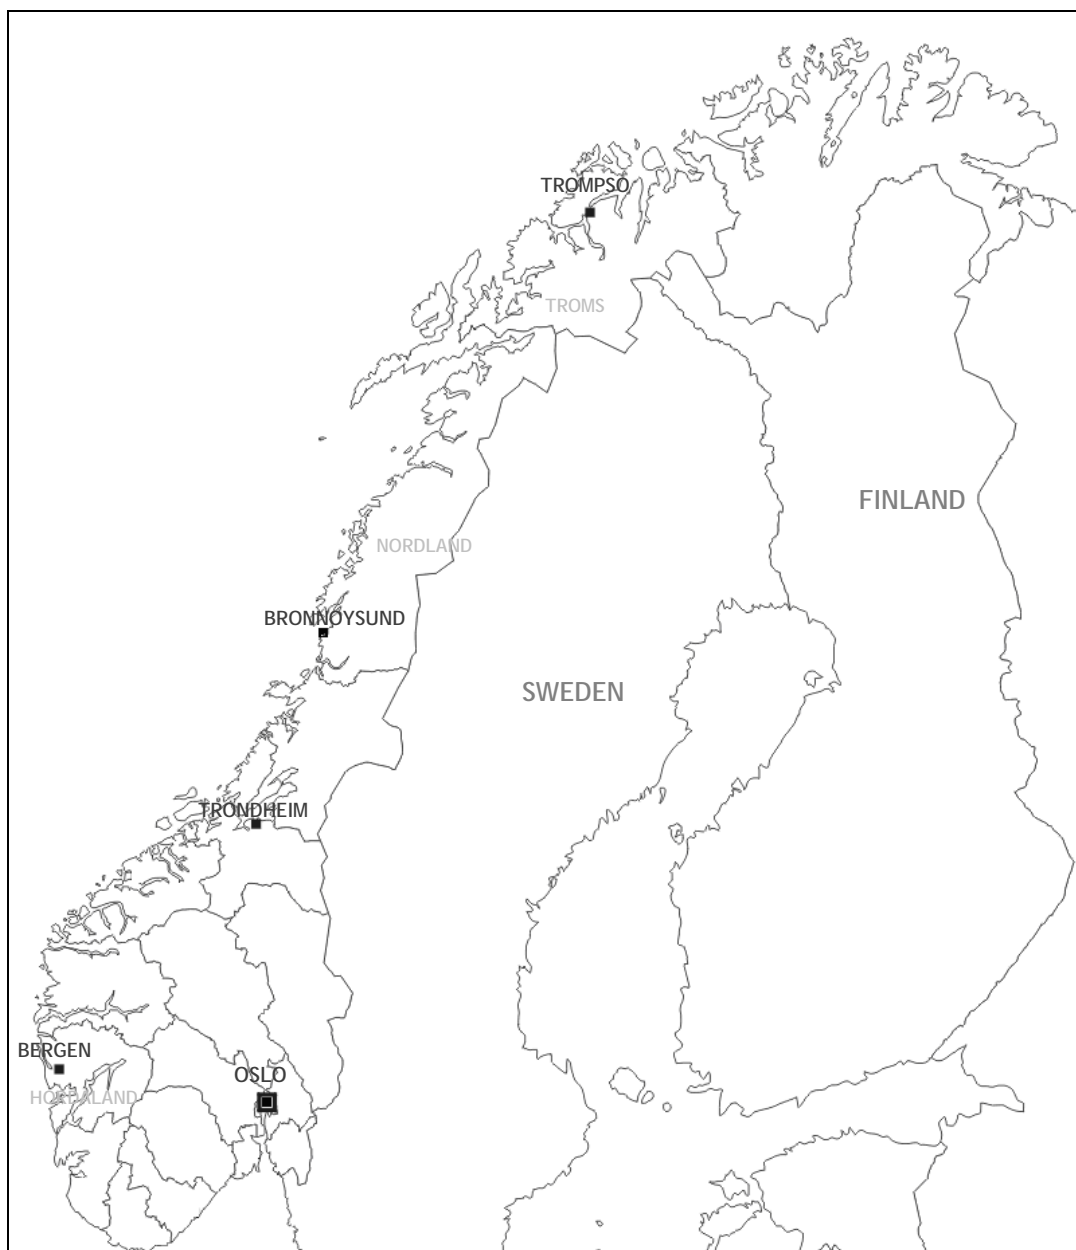 TROMPSO
TROMS
FINLAND
NORDLAND
BRONNOYSUND
SWEDEN
TRONDHEIM
BERGEN
OSLO
HORDALAND